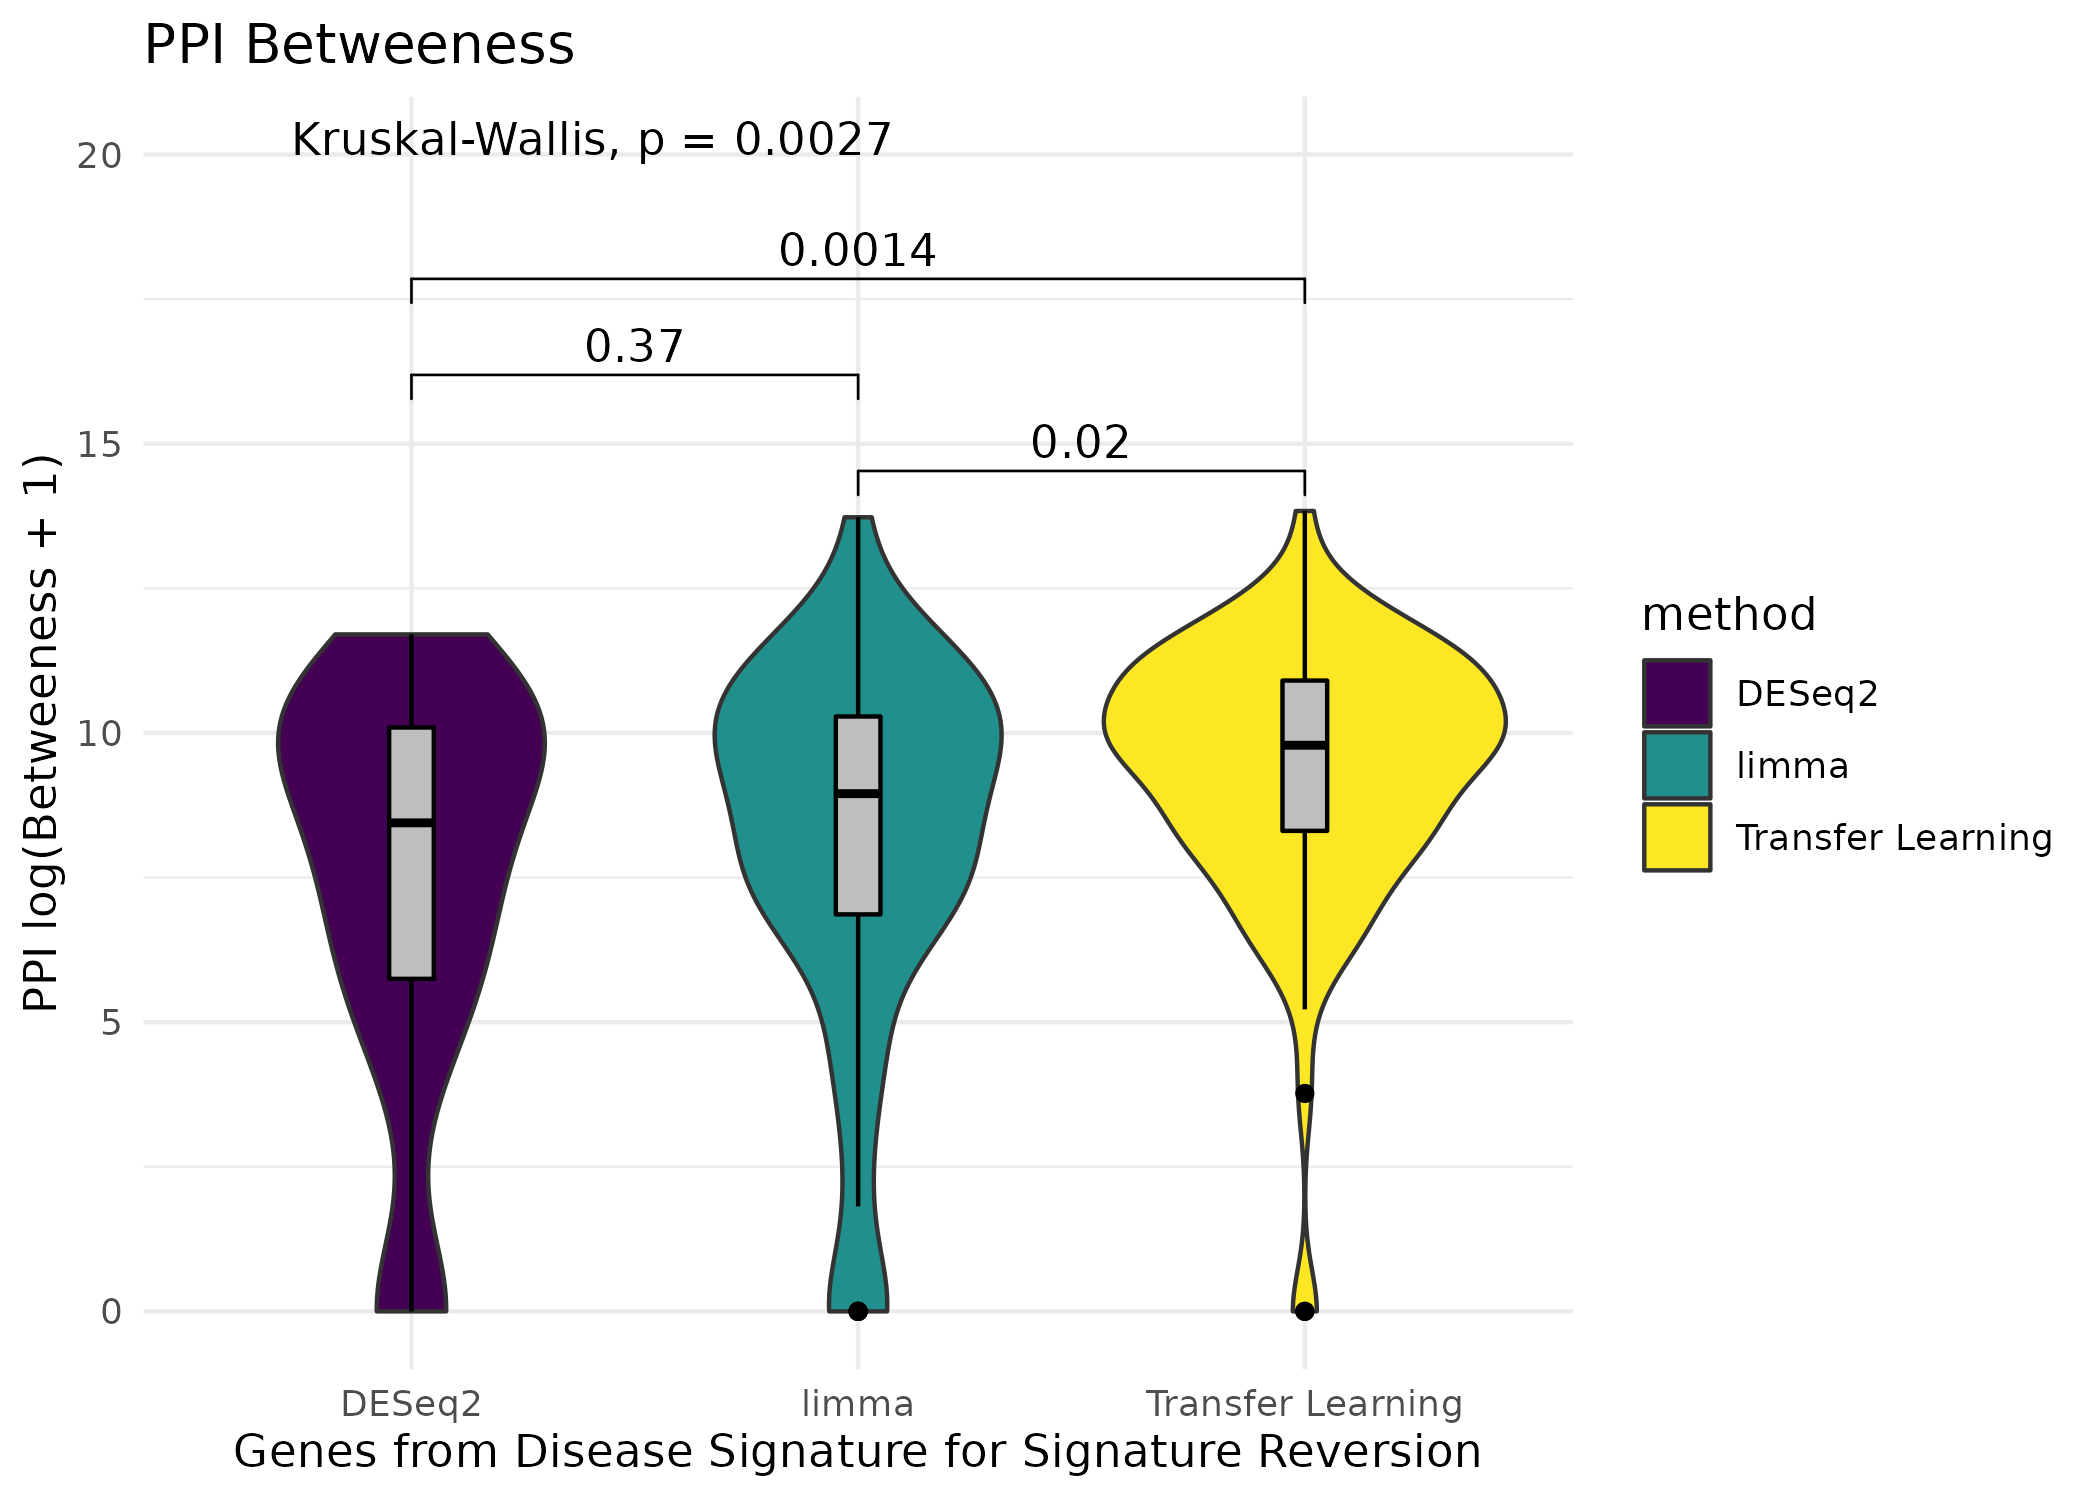 PPI Betweeness
Kruskal-Wallis, p = 0.0027
0.0014
0.37
0.02
20
15
10
5
0
PPI log(Betweeness + 1)
DESeq2
limma
Transfer Learning
Genes from Disease Signature for Signature Reversion
method
DESeq2
limma
Transfer Learning